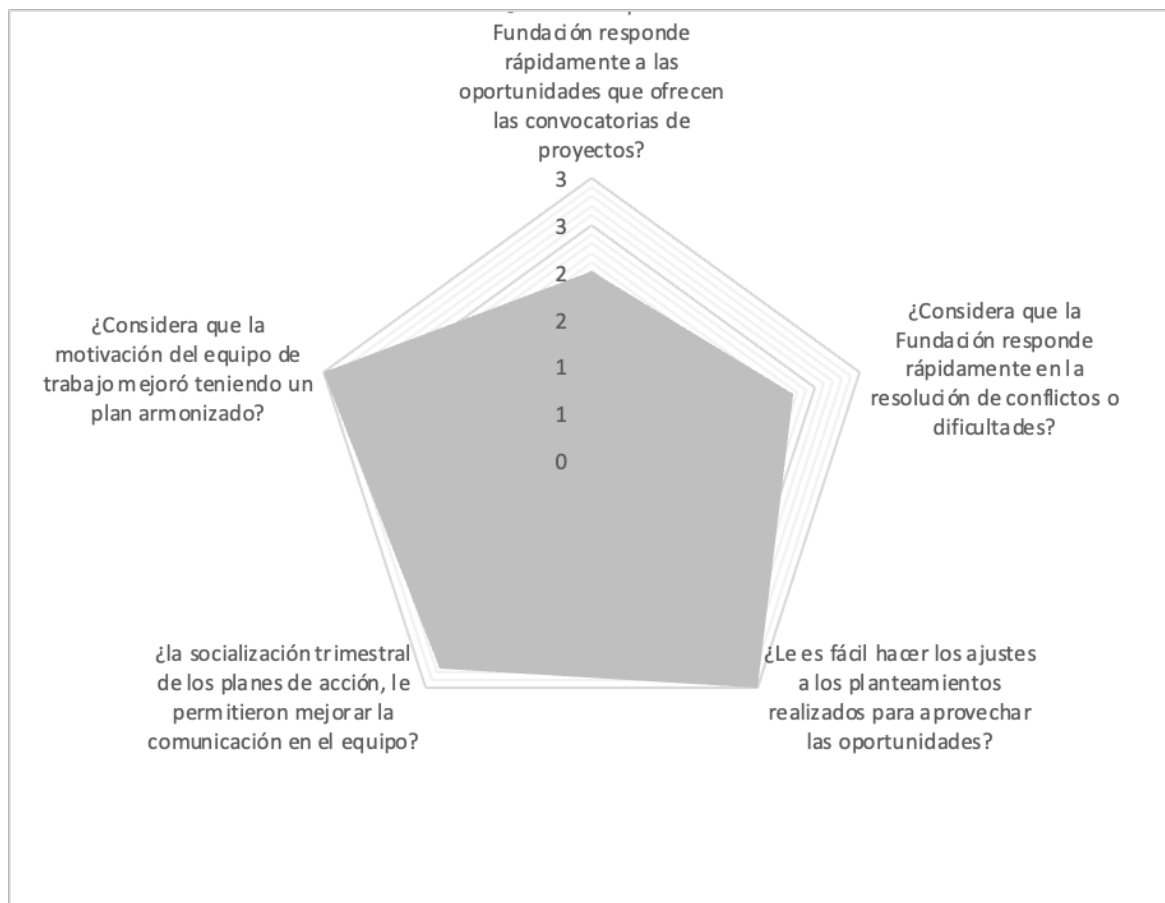 Fundación responde
rápidamente a las
oportunidades que ofrecen
las convocatorias de
proyectos?
3
3
2
2
1
1
0
¿Considera que la
Fundación responde
rápidamente en la
resolución de conflictos o
dificultades?
¿Le es fácil hacer los ajustes
a los planteamientos
realizados para aprovechar
las oportunidades?
¿la socialización trimestral
de los planes de acción, le
permitieron mejorar la
comunicación en el equipo?
¿Considera que la
motivación del equipo de
trabajo mejoró teniendo un
plan armonizado?